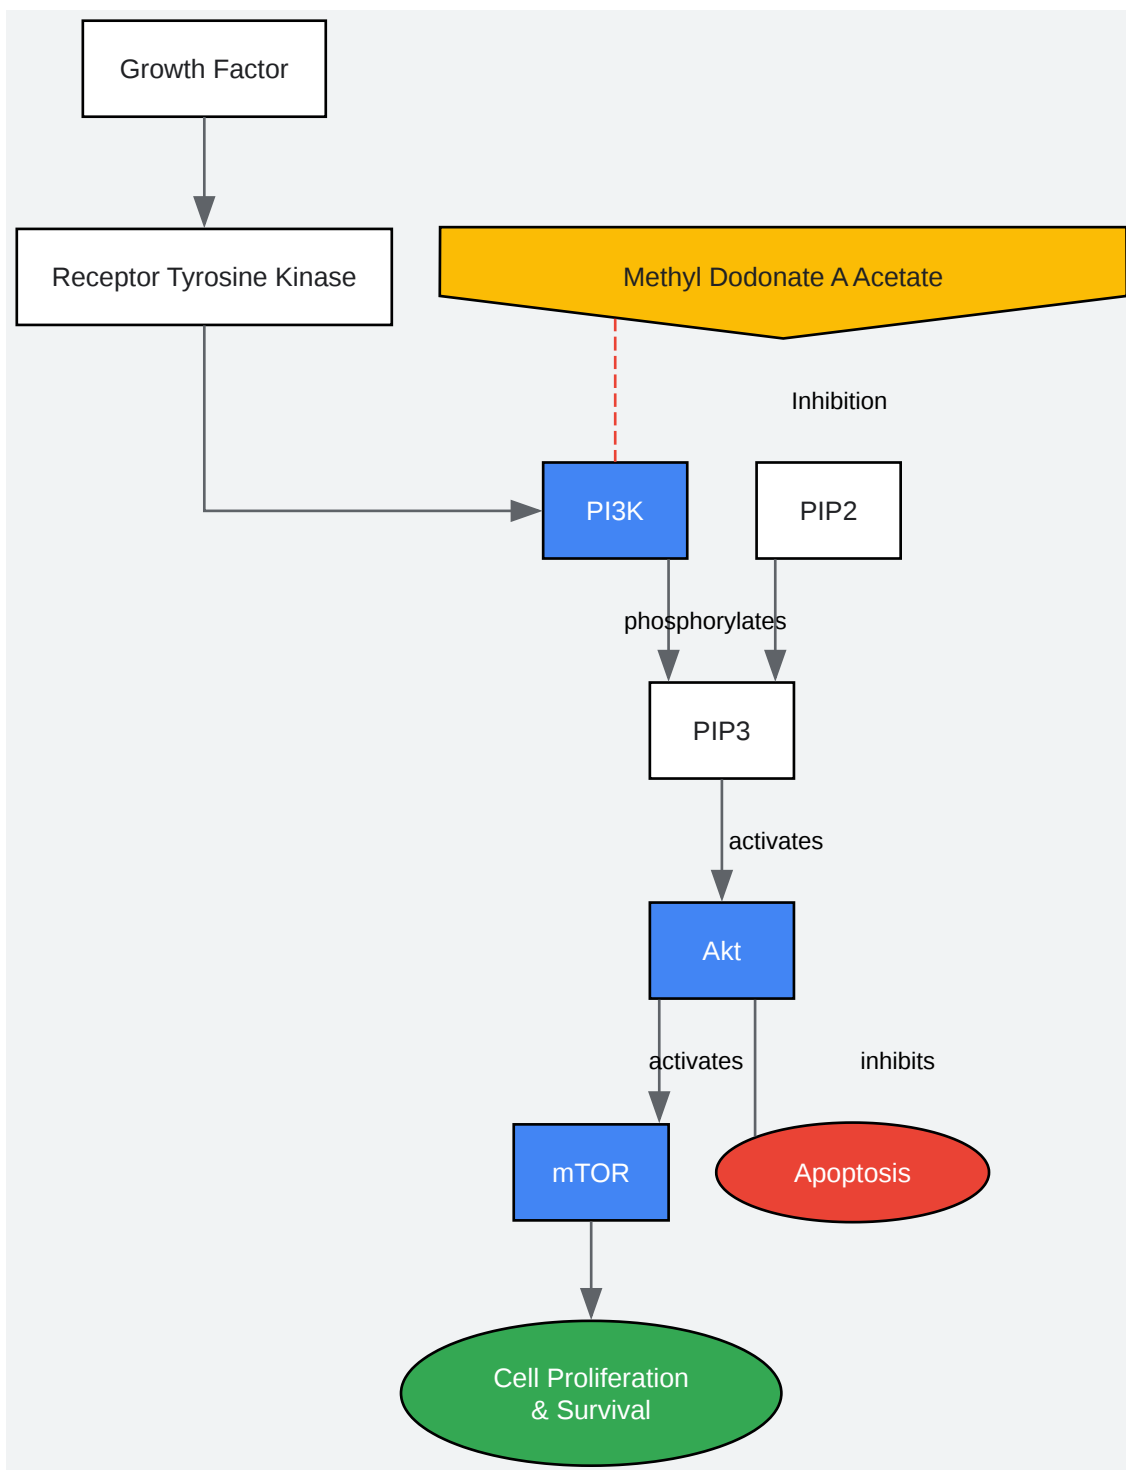 Growth Factor
Receptor Tyrosine Kinase
Methyl Dodonate A Acetate
Inhibition
PI3K
PIP2
phosphorylates
PIP3
activates
Akt
activates
inhibits
mTOR
Apoptosis
Cell Proliferation
& Survival